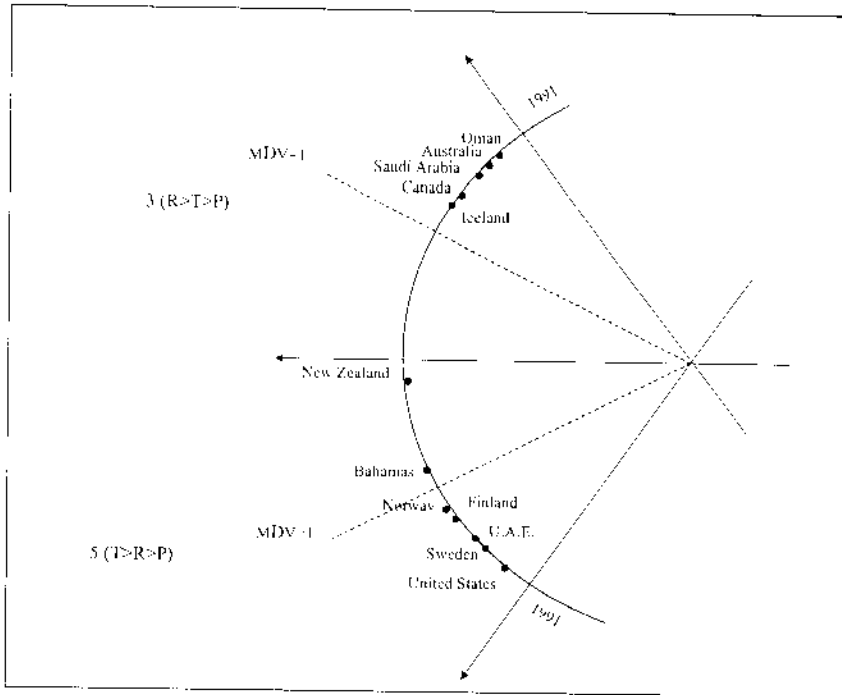 1991
Oman
Australia
MDV-1
Saudi Arabia
Canada
3 (R>T>P)
Iceland
New Zealand
Bahamas
Finland
Norway
MDV-1
U.A.E.
5 (T>R>P)
Sweden
United States
1991